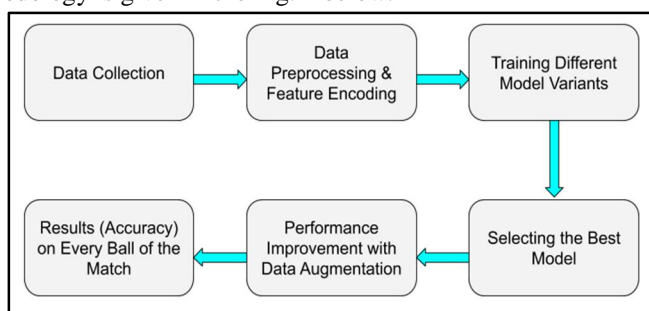 Data Collection
Data
Preprocessing &
Feature Encoding
Training Different
Model Variants
Selecting the Best
Model
Performance
Improvement with
Data Augmentation
Results (Accuracy)
on Every Ball of the
Match